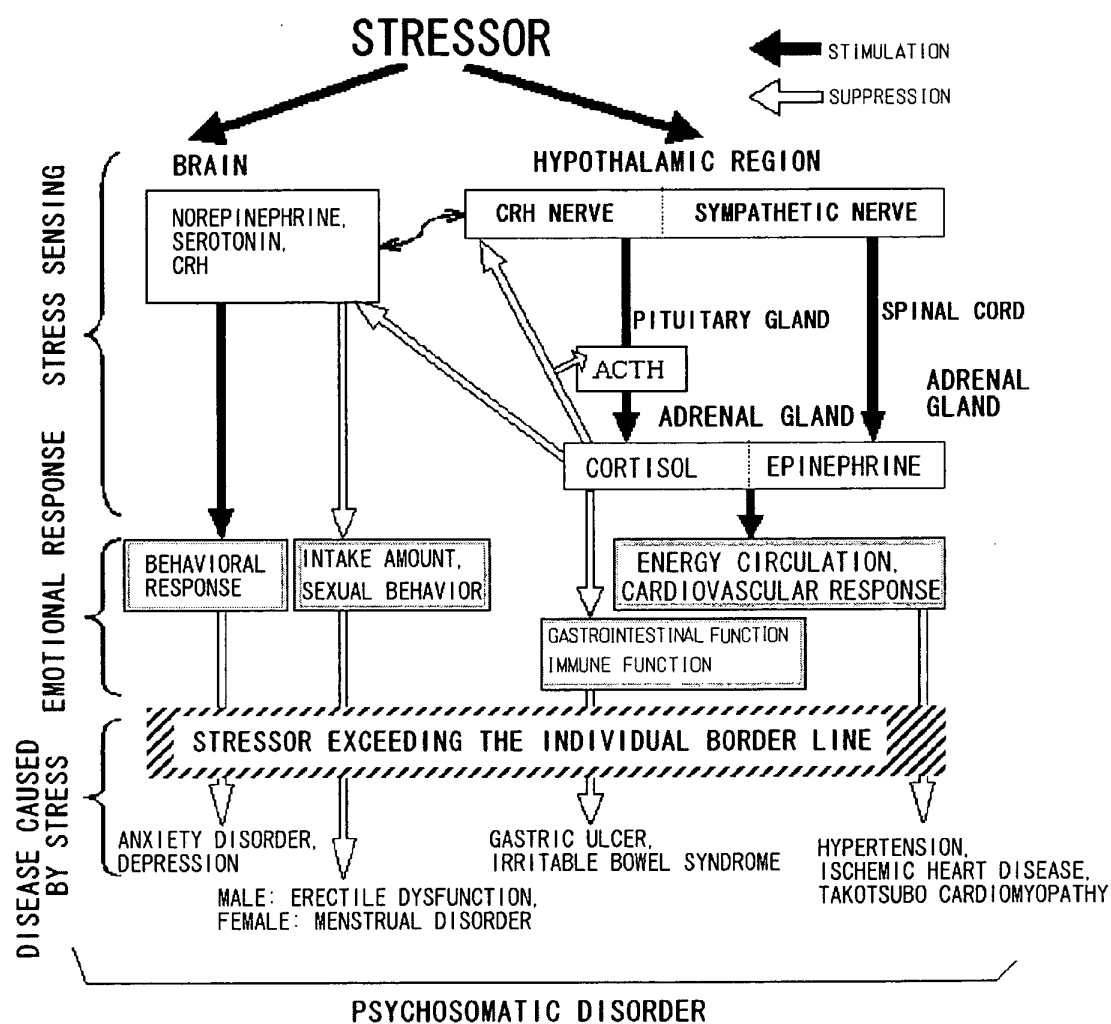 STRESSOR
STIMULATION
SUPPRESSION
STRESS SENSING
BRAIN
HYPOTHALAMIC REGION
NOREPINEPHRINE,
SEROTONIN,
CRH
CRH NERVE
SYMPATHETIC NERVE
PITUITARY GLAND
SPINAL CORD
ACTH
ADRENAL GLAND
ADRENAL
GLAND
CORTISOL
EPINEPHRINE
EMOTIONAL RESPONSE
BEHAVIORAL
RESPONSE
INTAKE AMOUNT,
SEXUAL BEHAVIOR
ENERGY CIRCULATION,
CARDIOVASCULAR RESPONSE
GASTROINTESTINAL FUNCTION
IMMUNE FUNCTION
STRESSOR EXCEEDING THE INDIVIDUAL BORDER LINE
DISEASE CAUSED
BY STRESS
ANXIETY DISORDER,
DEPRESSION
MALE: ERECTILE DYSFUNCTION,
FEMALE: MENSTRUAL DISORDER
GASTRIC ULCER,
IRRITABLE BOWEL SYNDROME
HYPERTENSION,
ISCHEMIC HEART DISEASE,
TAKOTSUBO CARDIOMYOPATHY
PSYCHOSOMATIC DISORDER